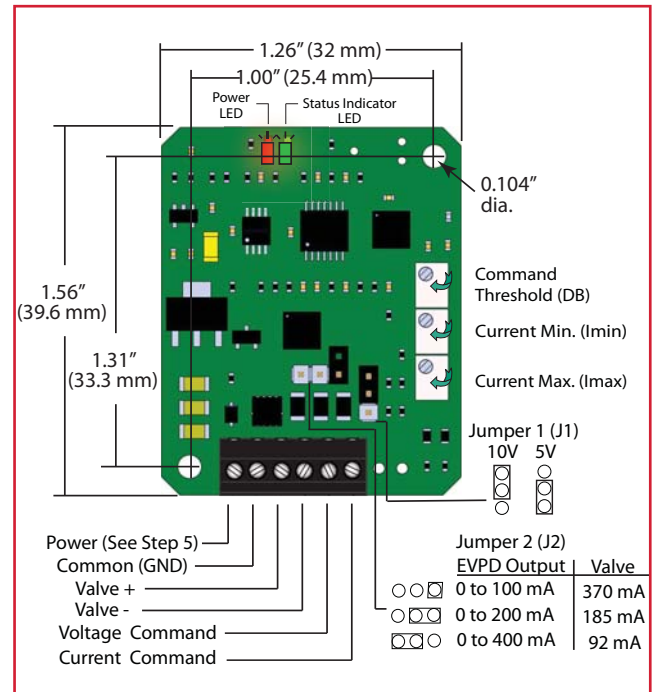 1.26” (32 mm)
1.00” (25.4 mm)
Power
LED
Status Indicator
LED
0.104”
dia.
1.56”
(39.6 mm)
1.31”
(33.3 mm)
Command
Threshold (DB)
Current Min. (Imin)
Current Max. (Imax)
Jumper 1 (J1)
10V 5V
Power (See Step 5)
Common (GND)
Valve +
Valve -
Voltage Command
Current Command
Jumper 2 (J2)
EVPD Output Valve
0 to 100 mA 370 mA
0 to 200 mA 185 mA
0 to 400 mA 92 mA